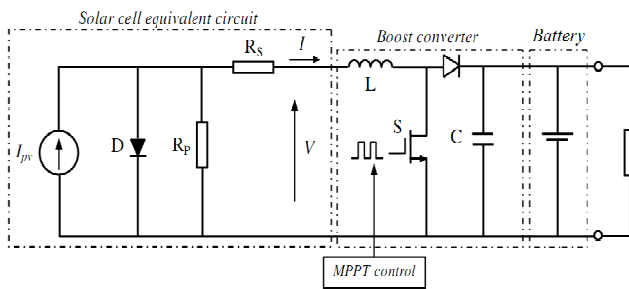 Solar cell equivalent circuit
Boost converter
Battery
RS
I
L
Ipv
D
RP
V
S
C
MPPT control